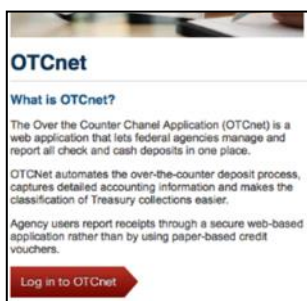 OTCnet
What is OTCnet?
The Over the Counter Chanel Application (OTCnet) is a
web application that lets federal agencies manage and
report all check and cash deposits in one place.
OTCNet automates the over-the-counter deposit process,
captures detailed accounting information and makes the
classification of Treasury collections easier.
Agency users report receipts through a secure web-based
application rather than by using paper-based credit
vouchers.
Log in to OTCnet